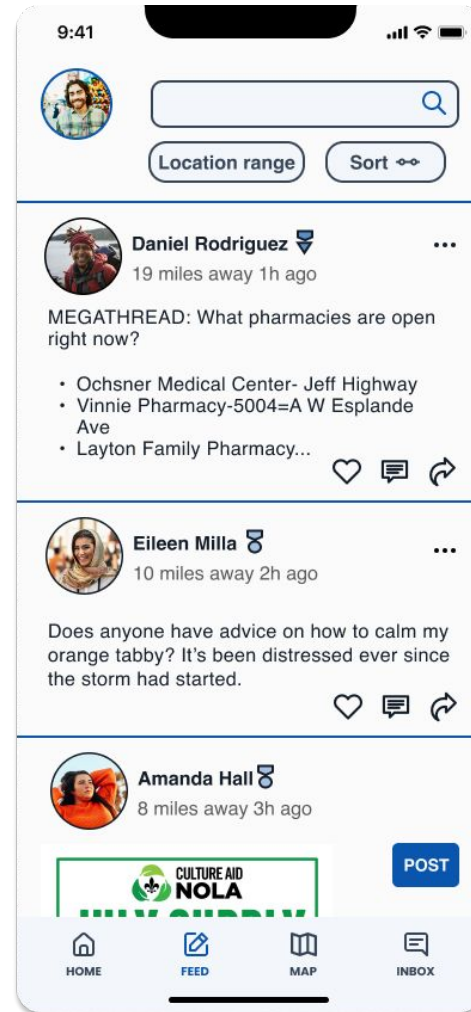 9:41
Location range
Sort
Daniel Rodriguez
19 miles away 1h ago
MEGATHREAD: What pharmacies are open
right now?
• Ochsner Medical Center- Jeff Highway
• Vinnie Pharmacy-5004=A W Esplande
Ave
• Layton Family Pharmacy...
Eileen Milla
10 miles away 2h ago
Does anyone have advice on how to calm my
orange tabby? It's been distressed ever since
the storm had started.
Amanda Hall
8 miles away 3h ago
CULTURE AID
NOLA
POST
HOME
FEED
MAP
INBOX